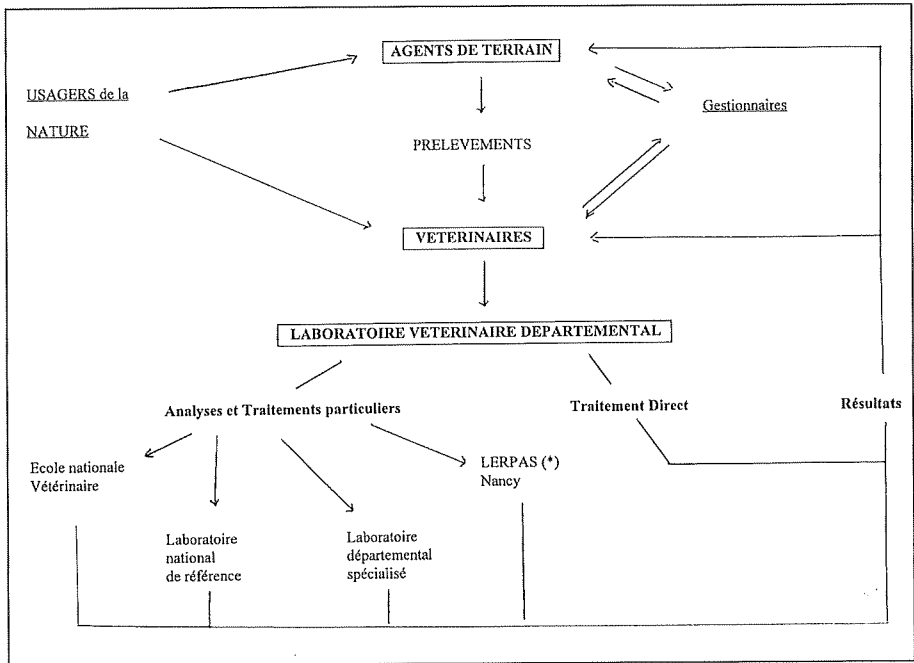 AGENTS DE TERRAIN
USAGERS de la
NATURE
Gestionnaires
PRELEVEMENTS
VETERINAIRES
LABORATOIRE VETERINAIRE DEPARTEMENTAL
Analyses et Traitements particuliers
Traitement Direct
Résultats
Ecole nationale
Vétérinaire
LERPAS (*)
Nancy
Laboratoire
national
de référence
Laboratoire
départemental
spécialisé